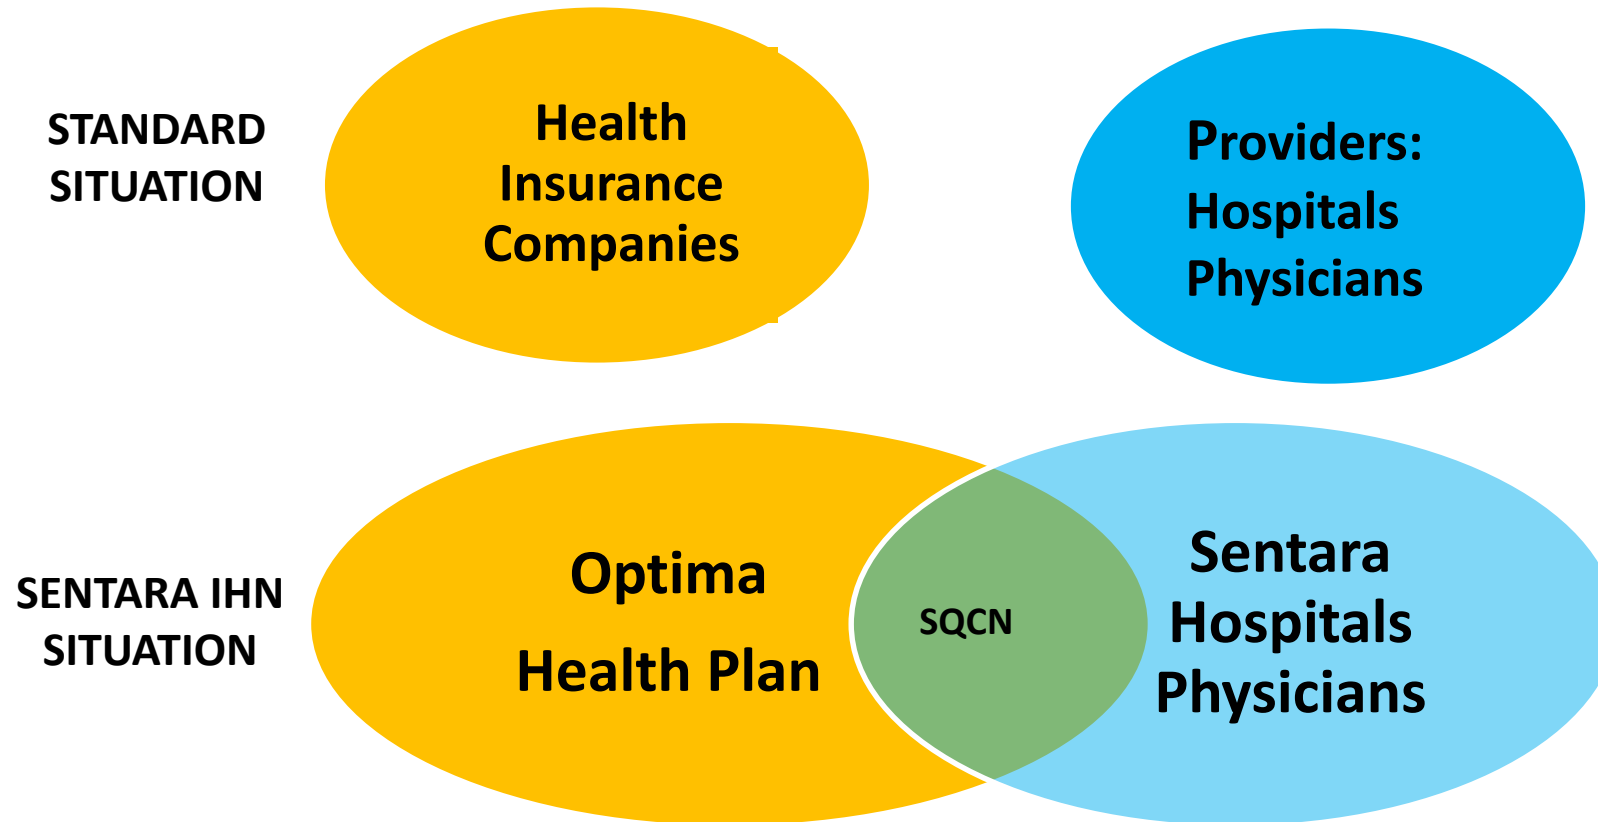 STANDARD
SITUATION
Health
Insurance
Companies
Providers:
Hospitals
Physicians
SENTARA IHN
SITUATION
Optima
Health Plan
SQCN
Sentara
Hospitals
Physicians